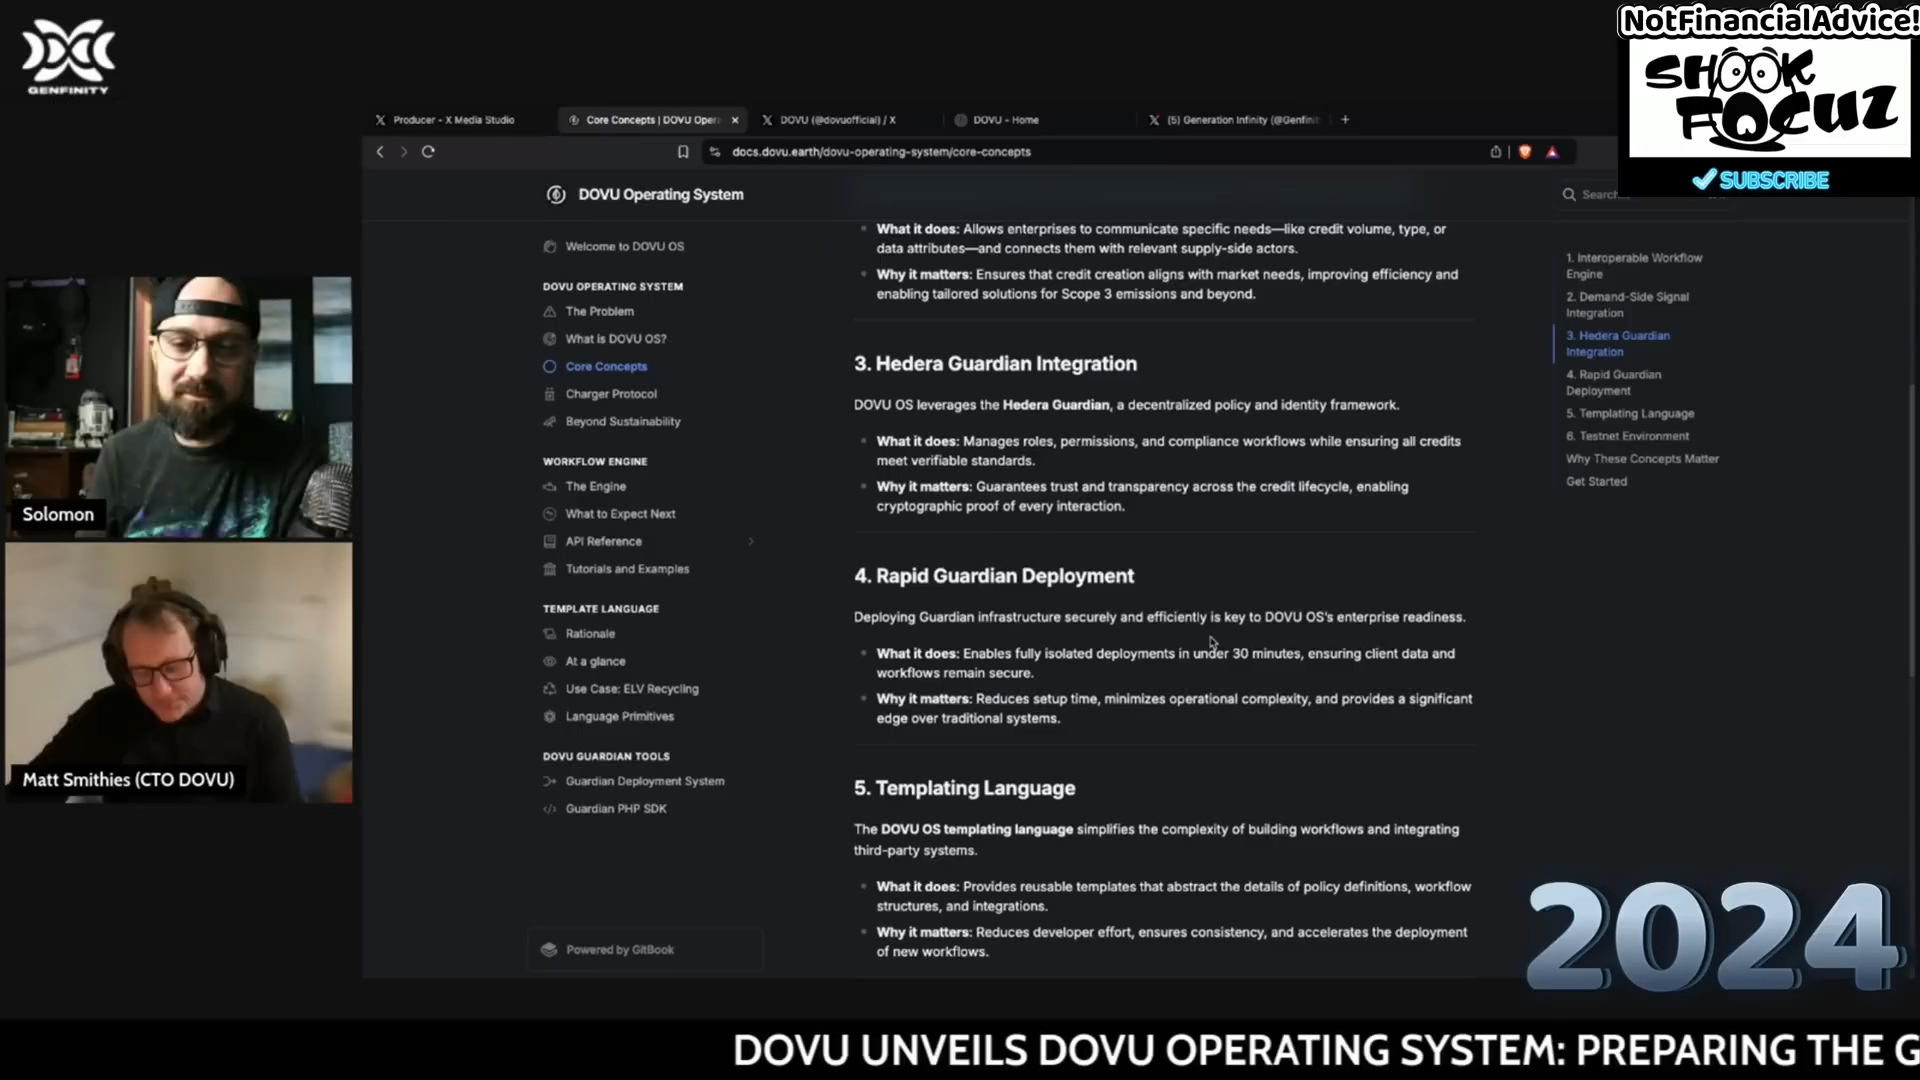 GENFINITY
NotFinancialAdvice!
SHOOK
FOCUZ
SUBSCRIBE
Producer - X Media Studio
Core Concepts | DOVU Oper
DOVU (@dovuofficial) / X
DOVU - Home
(5) Generation Infinity (@Genfinit
docs.dovu.earth/dovu-operating-system/core-concepts
DOVU Operating System
Search...
Welcome to DOVU OS
DOVU OPERATING SYSTEM
The Problem
What is DOVU OS?
Core Concepts
Charger Protocol
Beyond Sustainability
WORKFLOW ENGINE
The Engine
What to Expect Next
API Reference
Tutorials and Examples
TEMPLATE LANGUAGE
Rationale
At a glance
Use Case: ELV Recycling
Language Primitives
DOVU GUARDIAN TOOLS
Guardian Deployment System
Guardian PHP SDK
Powered by GitBook
What it does: Allows enterprises to communicate specific needs—like credit volume, type, or
data attributes—and connects them with relevant supply-side actors.
Why it matters: Ensures that credit creation aligns with market needs, improving efficiency and
enabling tailored solutions for Scope 3 emissions and beyond.
3. Hedera Guardian Integration
DOVU OS leverages the Hedera Guardian, a decentralized policy and identity framework.
What it does: Manages roles, permissions, and compliance workflows while ensuring all credits
meet verifiable standards.
Why it matters: Guarantees trust and transparency across the credit lifecycle, enabling
cryptographic proof of every interaction.
4. Rapid Guardian Deployment
Deploying Guardian infrastructure securely and efficiently is key to DOVU OS's enterprise readiness.
What it does: Enables fully isolated deployments in under 30 minutes, ensuring client data and
workflows remain secure.
Why it matters: Reduces setup time, minimizes operational complexity, and provides a significant
edge over traditional systems.
5. Templating Language
The DOVU OS templating language simplifies the complexity of building workflows and integrating
third-party systems.
What it does: Provides reusable templates that abstract the details of policy definitions, workflow
structures, and integrations.
Why it matters: Reduces developer effort, ensures consistency, and accelerates the deployment
of new workflows.
1. Interoperable Workflow
Engine
2. Demand-Side Signal
Integration
3. Hedera Guardian
Integration
4. Rapid Guardian
Deployment
5. Templating Language
6. Testnet Environment
Why These Concepts Matter
Get Started
Solomon
Matt Smithies (CTO DOVU)
2024
DOVU UNVEILS DOVU OPERATING SYSTEM: PREPARING THE G